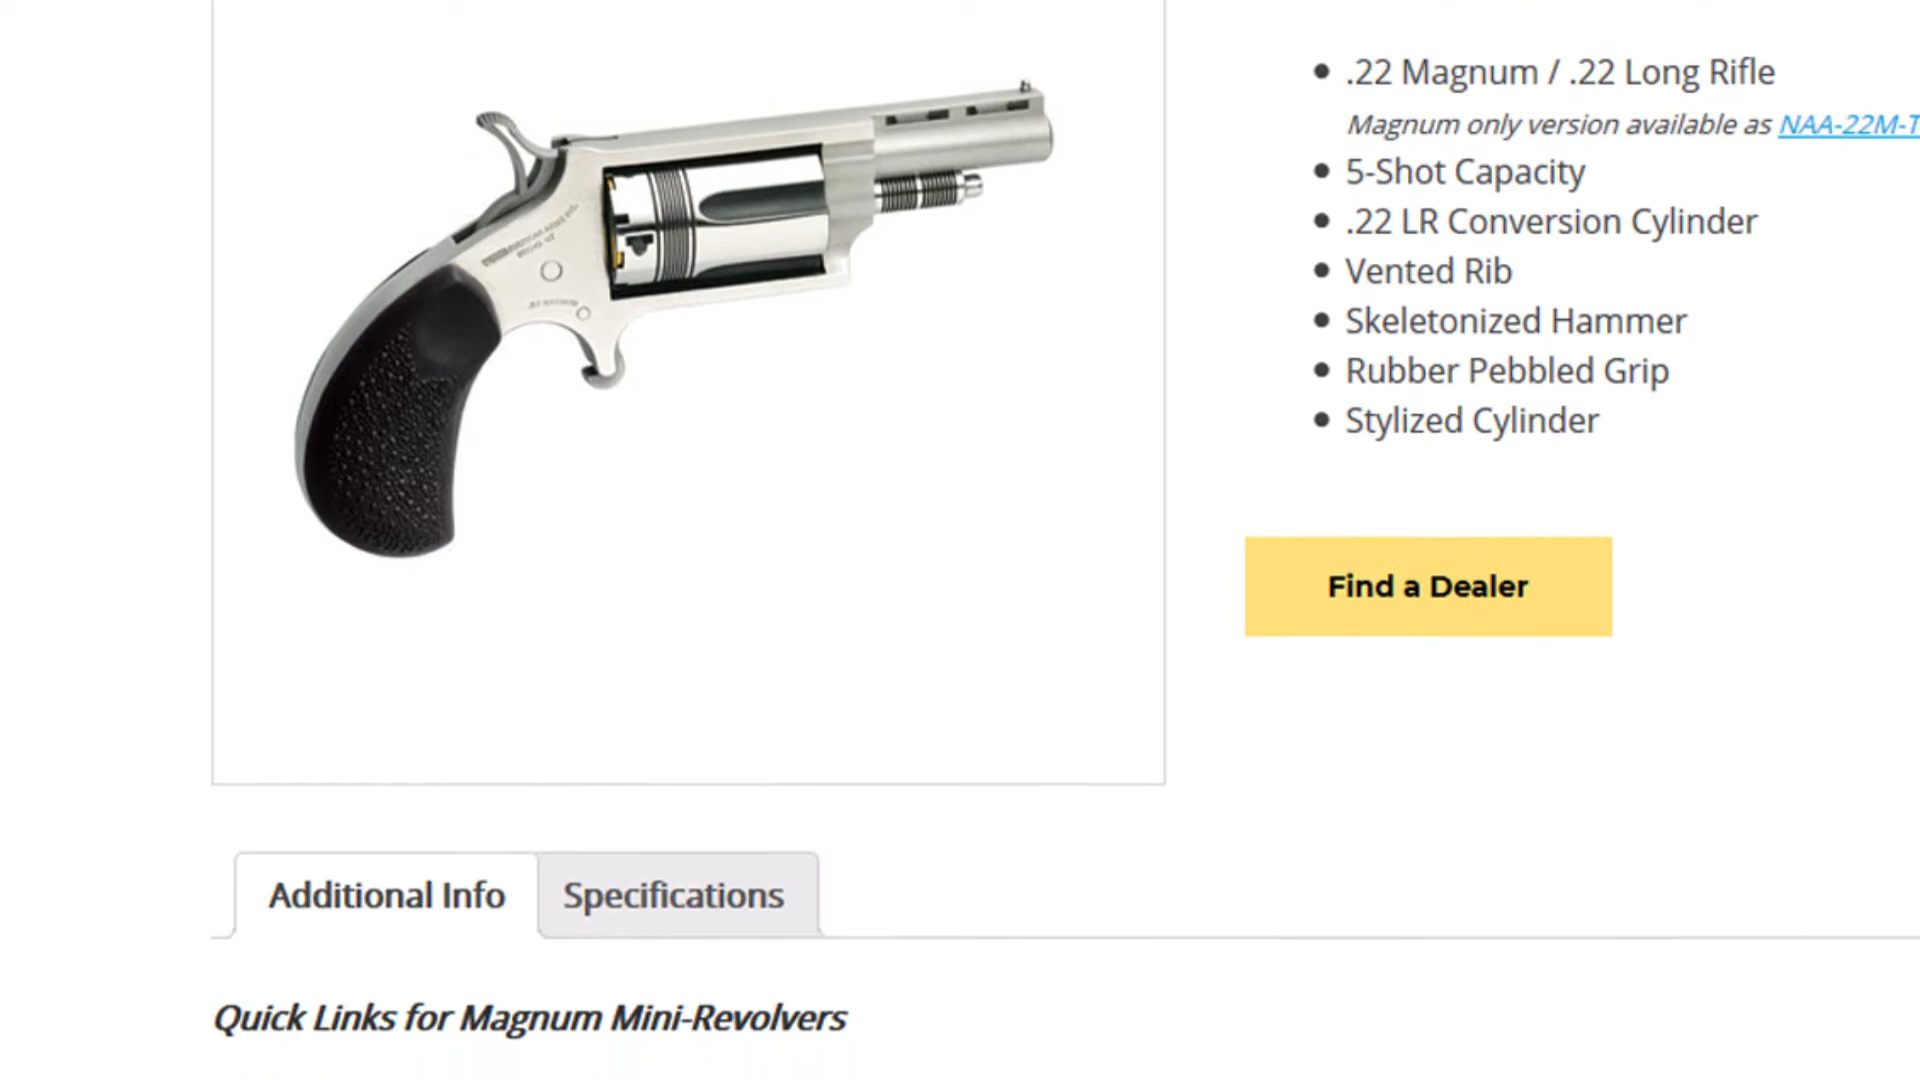 .22 Magnum / .22 Long Rifle
Magnum only version available as NAA-22M-T
5-Shot Capacity
.22 LR Conversion Cylinder
Vented Rib
Skeletonized Hammer
Rubber Pebbled Grip
Stylized Cylinder
Find a Dealer
Additional Info
Specifications
Quick Links for Magnum Mini-Revolvers